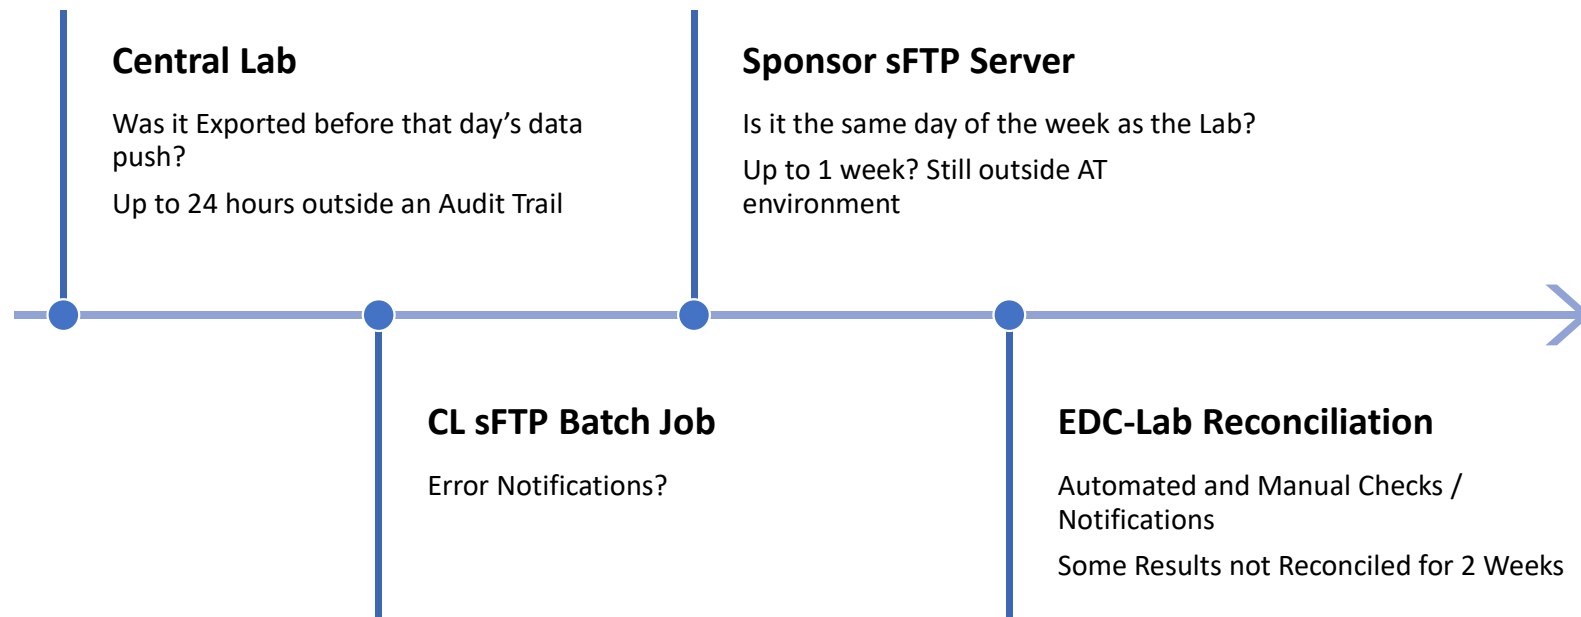 Central Lab
Was it Exported before that day’s data
push?
Up to 24 hours outside an Audit Trail
CL sFTP Batch Job
Error Notifications?
Sponsor sFTP Server
Is it the same day of the week as the Lab?
Up to 1 week? Still outside AT
environment
EDC-Lab Reconciliation
Automated and Manual Checks /
Notifications
Some Results not Reconciled for 2 Weeks